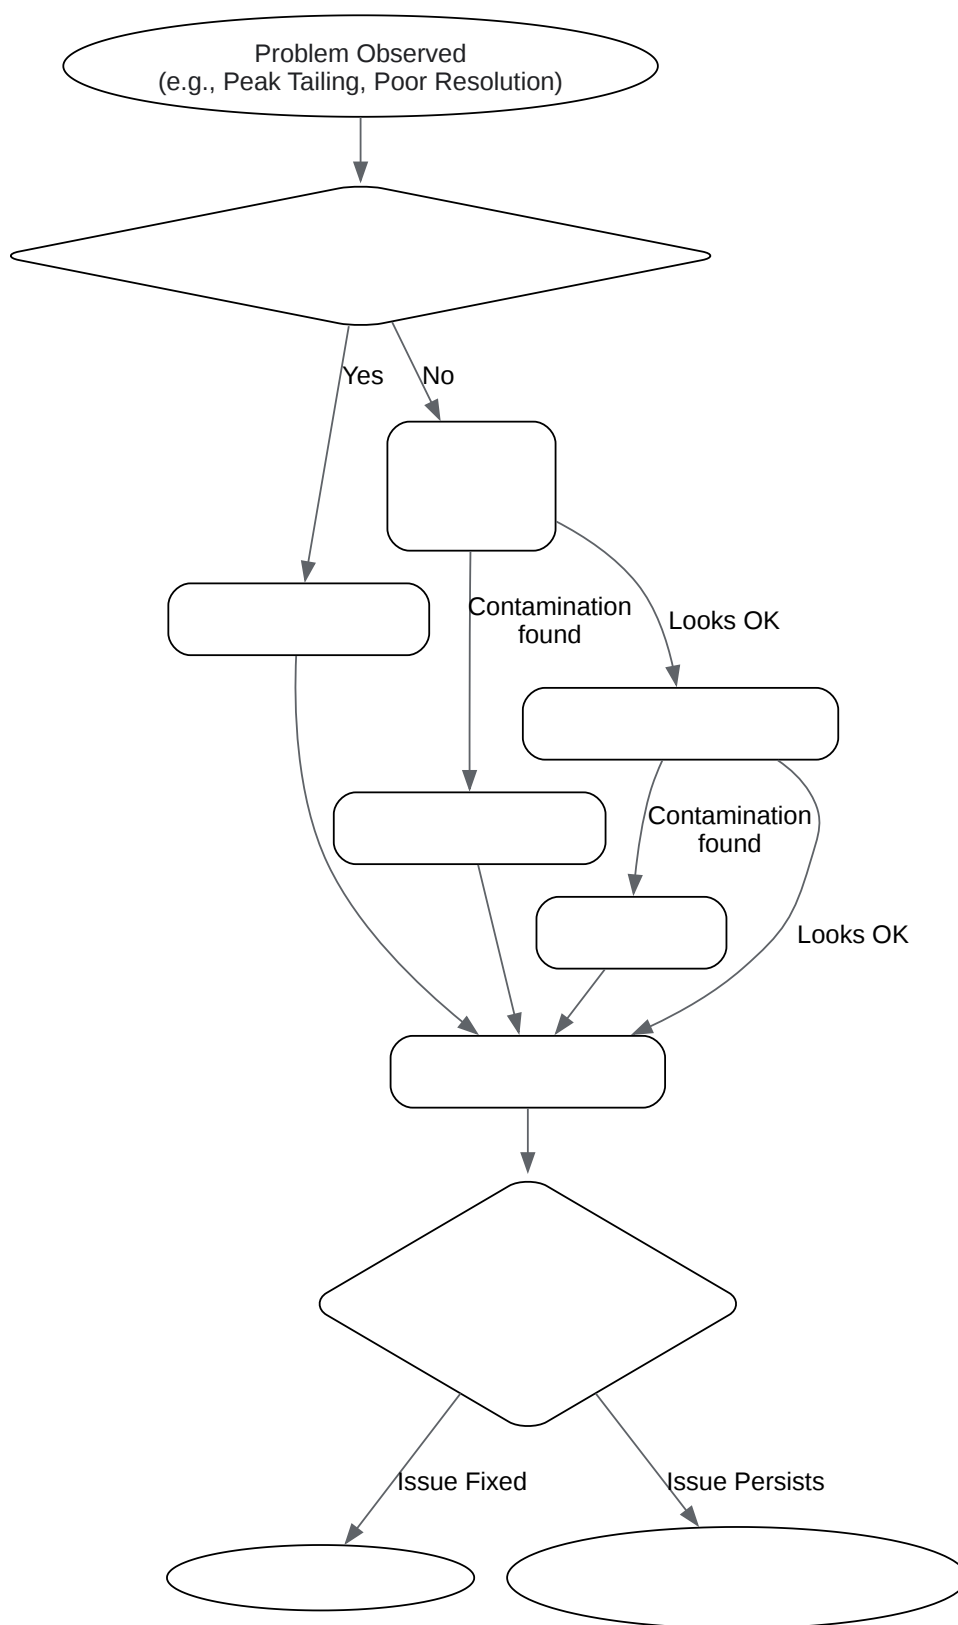 Problem Observed
(e.g., Peak Tailing, Poor Resolution)
Yes
No
Contamination
found
Looks OK
Contamination
found
Looks OK
Issue Fixed
Issue Persists